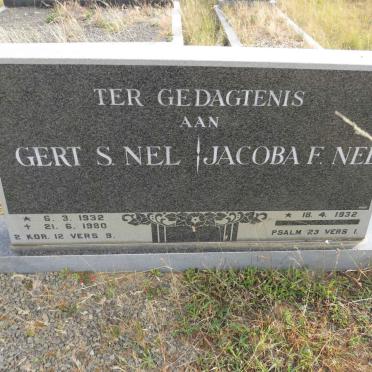 TER GEDAGTENIS
AAN
GERT S. NEL JACOBA F. NEL
* 5. 3. 1932
† 21. 6. 1980
2 KOR. 12 VERS 9.
* 18. 4. 1932
PSALM 23 VERS 1.